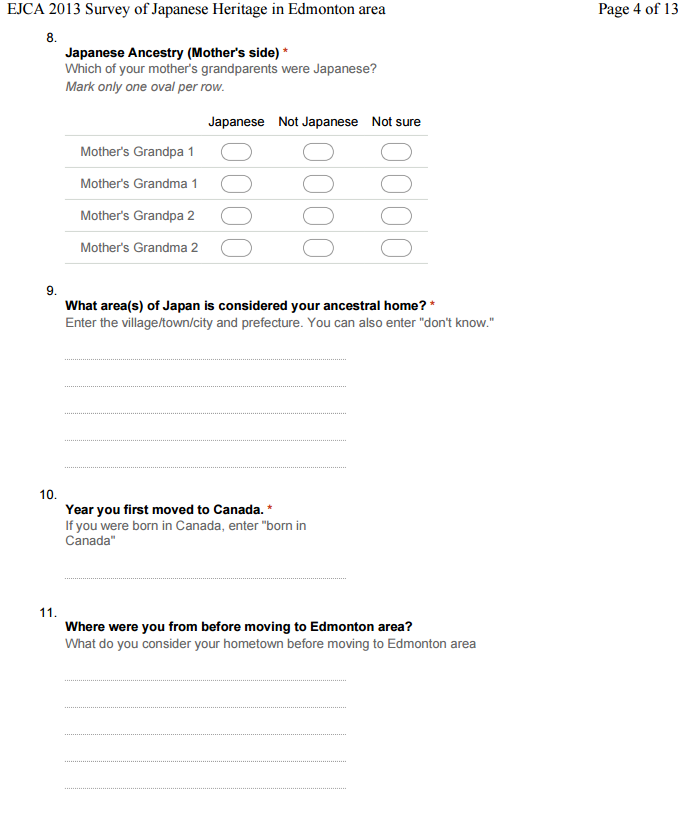 EJCA 2013 Survey of Japanese Heritage in Edmonton area Page 4 of 13
8.
Japanese Ancestry (Mother's side) *
Which of your mother's grandparents were Japanese?
Mark only one oval per row.
Japanese Not Japanese Not sure
Mother's Grandpa 1
Mother's Grandma 1
Mother's Grandpa 2
Mother's Grandma 2
9.
What area(s) of Japan is considered your ancestral home? *
Enter the village/town/city and prefecture. You can also enter "don't know."
10.
Year you first moved to Canada. *
If you were born in Canada, enter "born in
Canada"
11.
Where were you from before moving to Edmonton area?
What do you consider your hometown before moving to Edmonton area